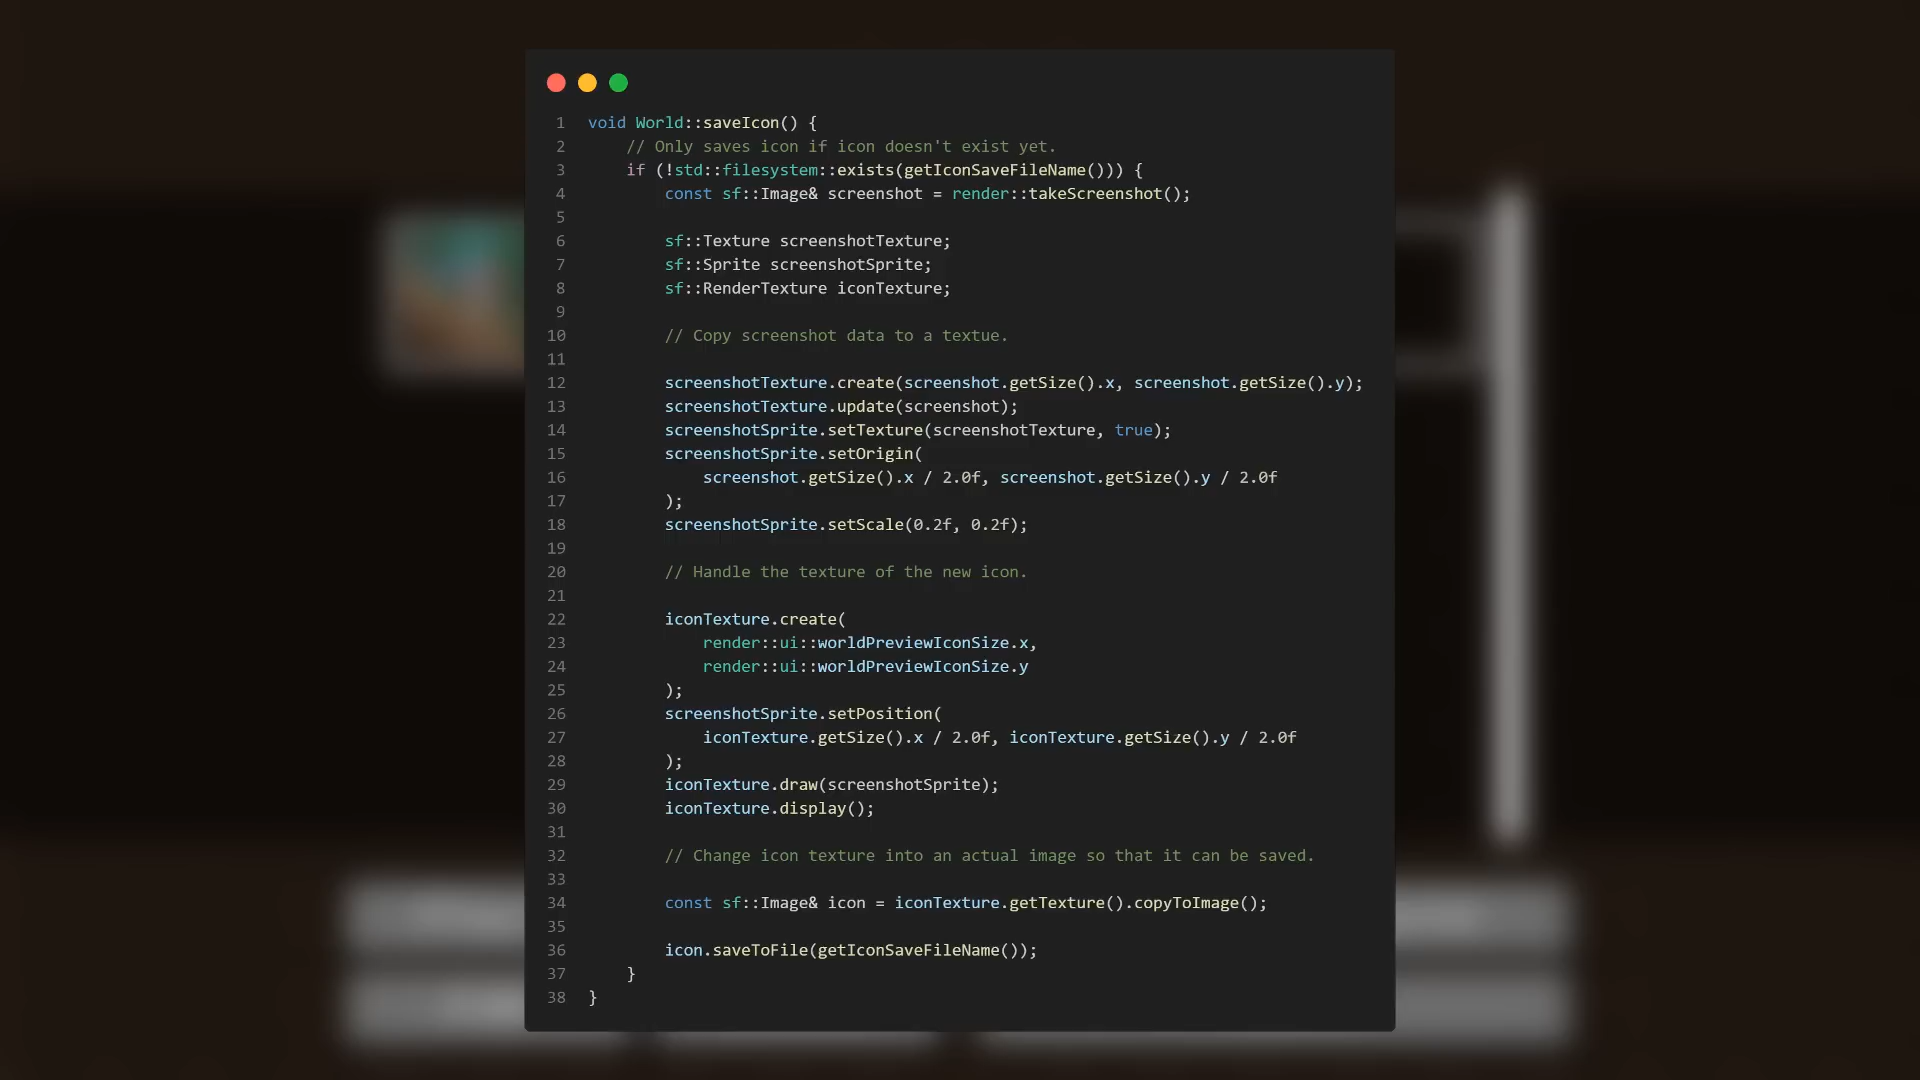 1 void World::saveIcon() {
2 // Only saves icon if icon doesn't exist yet.
3 if (!std::filesystem::exists(getIconSaveFileName())) {
4 const sf::Image& screenshot = render::takeScreenshot();
5
6 sf::Texture screenshotTexture;
7 sf::Sprite screenshotSprite;
8 sf::RenderTexture iconTexture;
9
10 // Copy screenshot data to a textue.
11
12 screenshotTexture.create(screenshot.getSize().x, screenshot.getSize().y);
13 screenshotTexture.update(screenshot);
14 screenshotSprite.setTexture(screenshotTexture, true);
15 screenshotSprite.setOrigin(
16 screenshot.getSize().x / 2.0f, screenshot.getSize().y / 2.0f
17 );
18 screenshotSprite.setScale(0.2f, 0.2f);
19
20 // Handle the texture of the new icon.
21
22 iconTexture.create(
23 render::ui::worldPreviewIconSize.x,
24 render::ui::worldPreviewIconSize.y
25 );
26 screenshotSprite.setPosition(
27 iconTexture.getSize().x / 2.0f, iconTexture.getSize().y / 2.0f
28 );
29 iconTexture.draw(screenshotSprite);
30 iconTexture.display();
31
32 // Change icon texture into an actual image so that it can be saved.
33
34 const sf::Image& icon = iconTexture.getTexture().copyToImage();
35
36 icon.saveToFile(getIconSaveFileName());
37 }
38 }